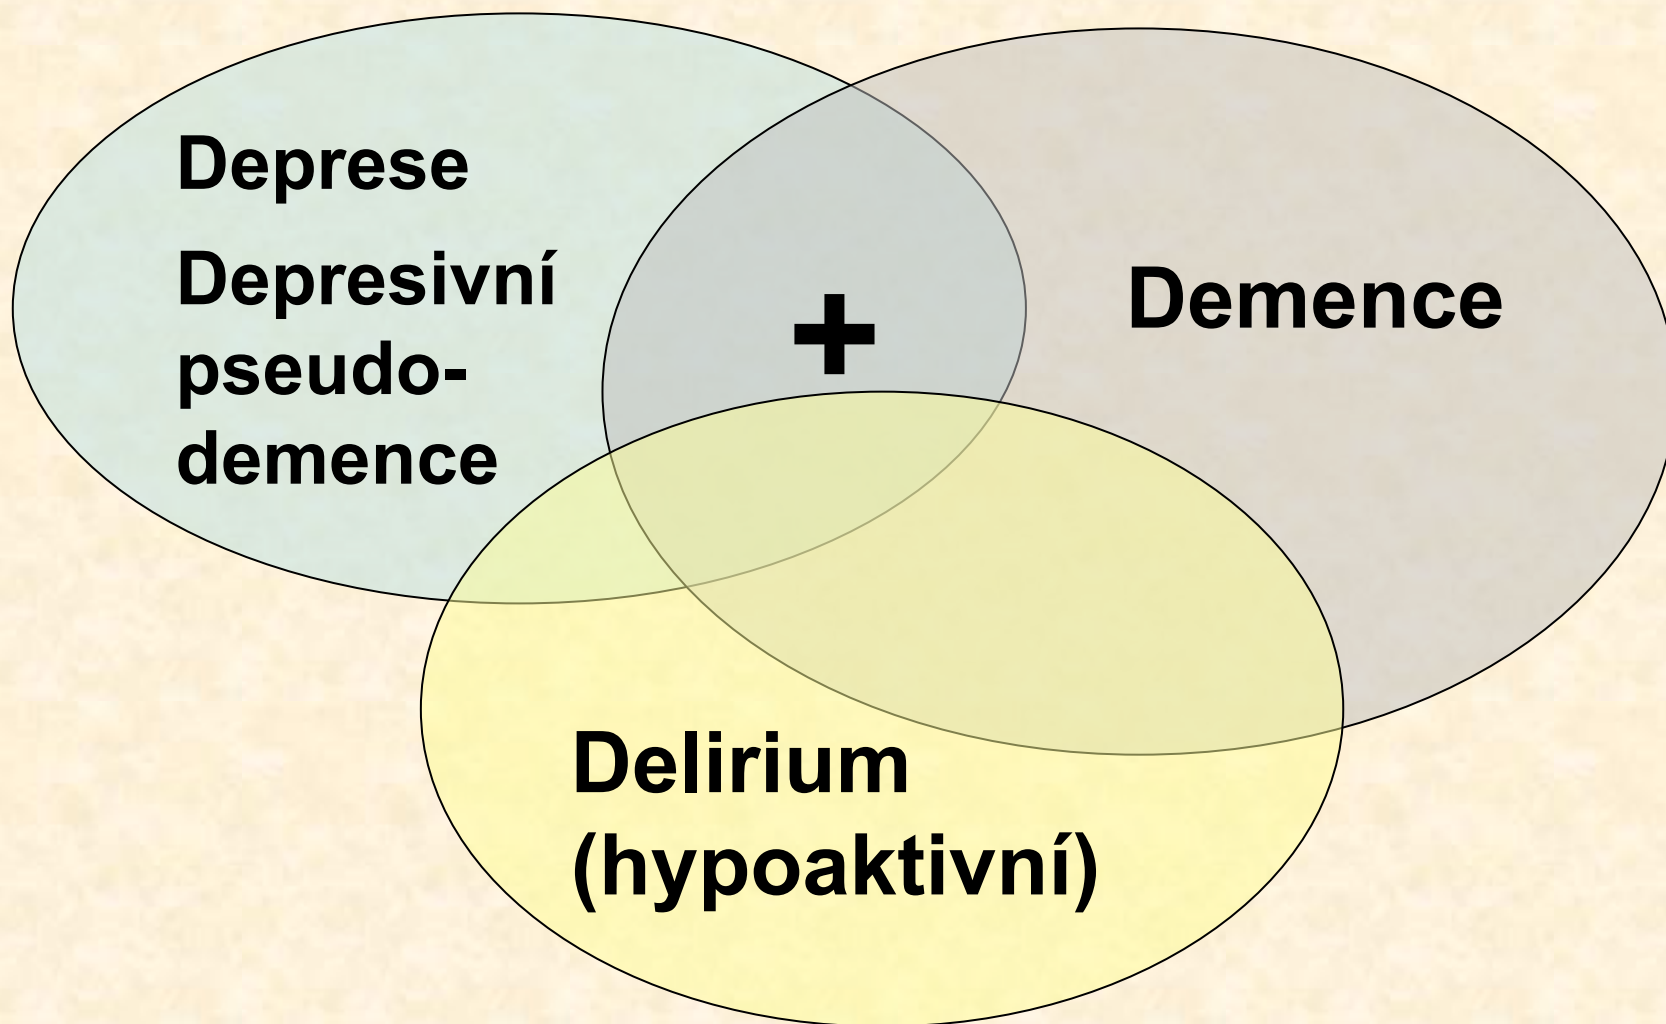 Deprese
Depresivní
pseudo-
demence
+
Demence
Delirium
(hypoaktivní)